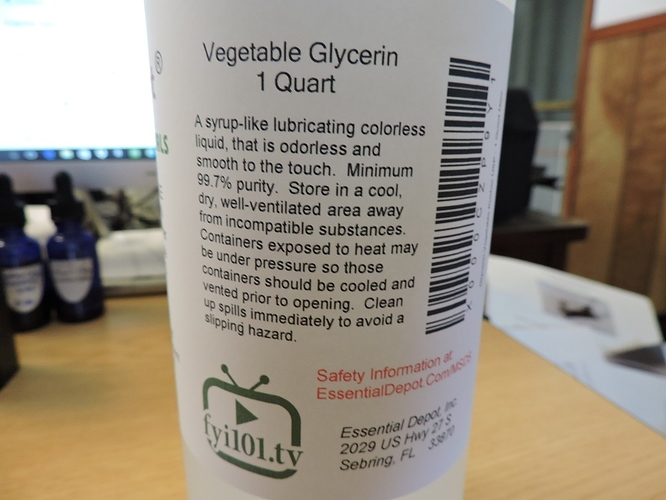 Vegetable Glycerin
1 Quart
A syrup-like lubricating colorless
liquid, that is odorless and
smooth to the touch. Minimum
99.7% purity. Store in a cool,
dry, well-ventilated area away
from incompatible substances.
Containers exposed to heat may
be under pressure so those
containers should be cooled and
vented prior to opening. Clean
up spills immediately to avoid a
slipping hazard.
X000CZP9Y1
Safety Information at
EssentialDepot.Com/MSDS
fyi101.tv
Essential Depot, Inc.
2029 US Hwy 27 S
Sebring, FL 33870